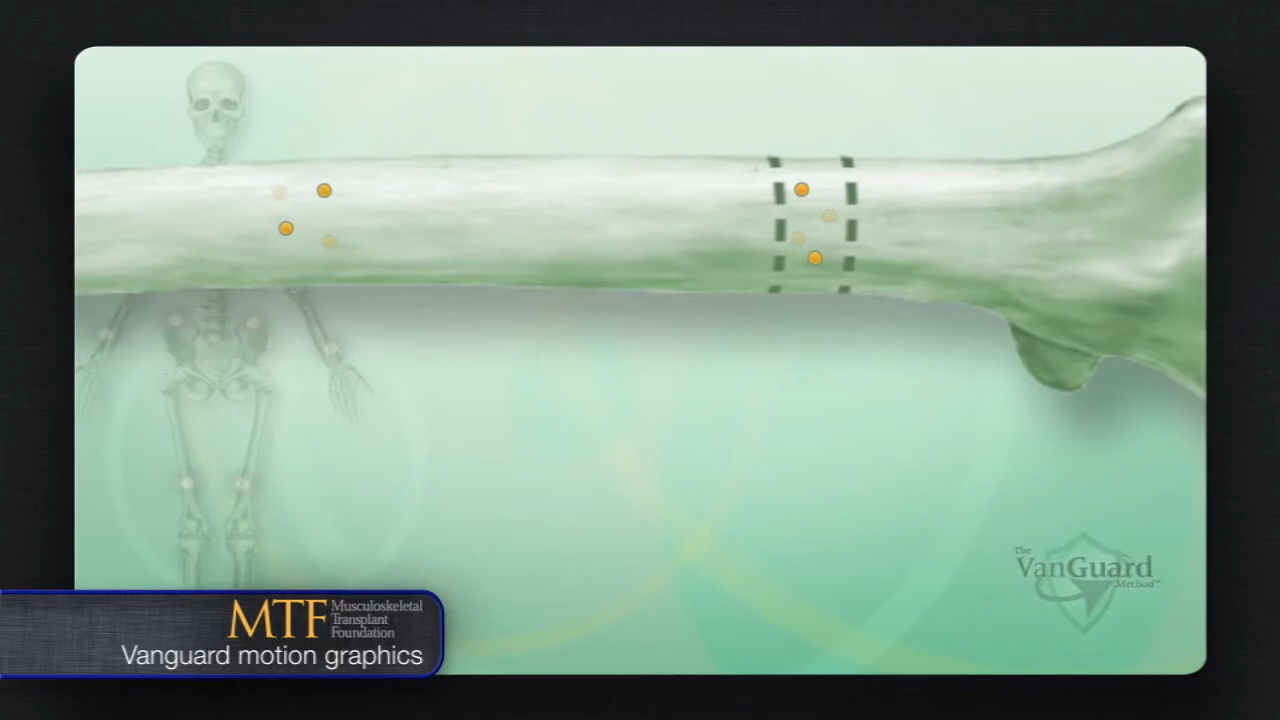 The
VanGuard
Method™
MTF Musculoskeletal
Transplant
Foundation
Vanguard motion graphics